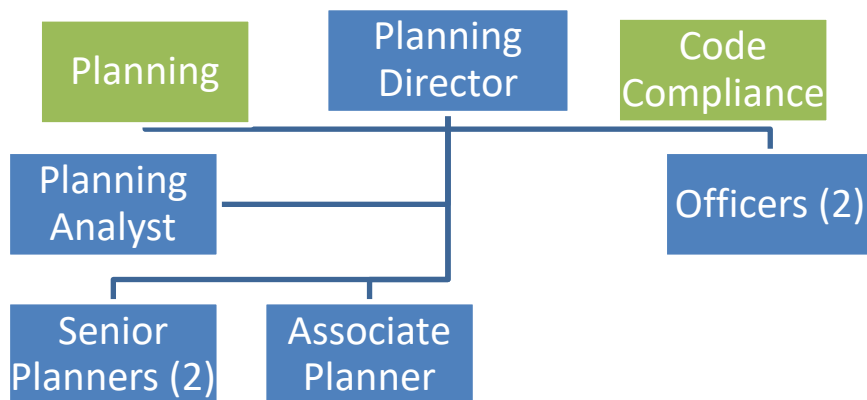 Planning
Planning
Director
Code
Compliance
Planning
Analyst
Officers (2)
Senior
Planners (2)
Associate
Planner